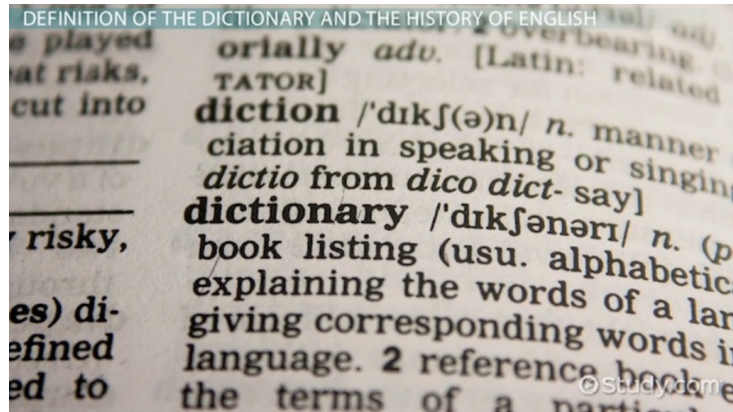 DEFINITION OF THE DICTIONARY AND THE HISTORY OF ENGLISH
played
at risks,
cut into
risky,
es) di-
efined
ed to
2 overbearing.
orially adv. [Latin: related
TATOR]
diction /ˈdɪkʃ(ə)n/ n. manner
ciation in speaking or singin
dictio from dico dict- say]
dictionary /ˈdɪkʃənərɪ/ n. (p
book listing (usu. alphabetic
explaining the words of a lan
giving corresponding words i
language. 2 reference book e
the terms of a
Study.com